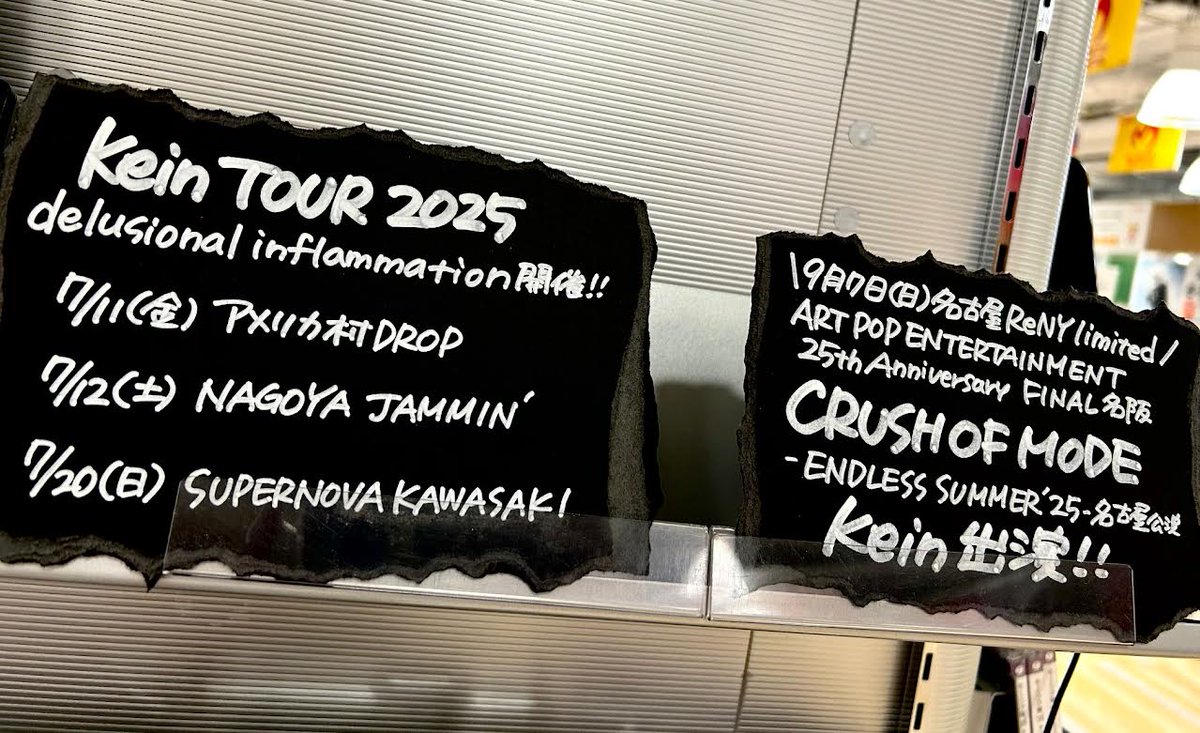 Kein TOUR 2025
delusional inflammation開催!!
7/11(金) アメリカ村DROP
7/12(土) NAGOYA JAMMIN'
7/20(日) SUPERNOVA KAWASAKI
\9月7日(日)名古屋ReNY limited/
ART POP ENTERTAINMENT
25th Anniversary FINAL名阪
CRUSH OF MODE
-ENDLESS SUMMER'25-名古屋公演
Kein 出演!!